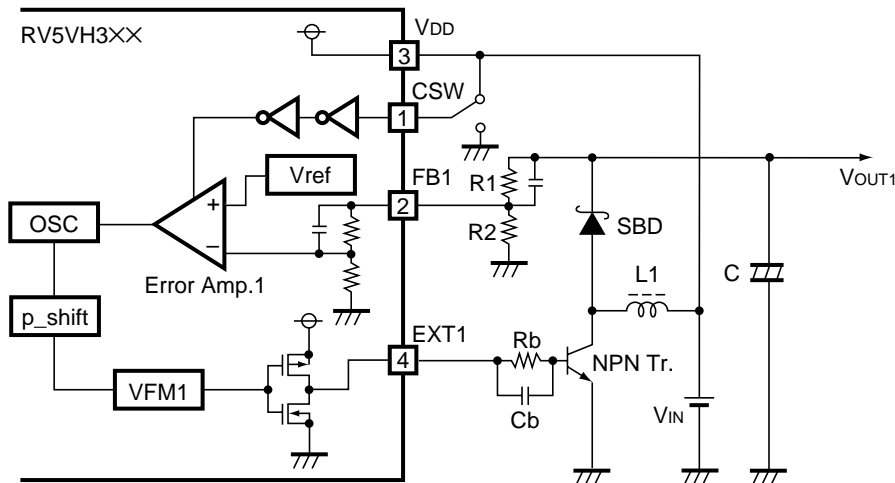 RV5VH3××
VDD
3
CSW
1
Vref
FB1
2
R1
R2
SBD
VOUT1
OSC
+
−
Error Amp.1
L1
C
p_shift
EXT1
4
Rb
Cb
NPN Tr.
VFM1
VIN